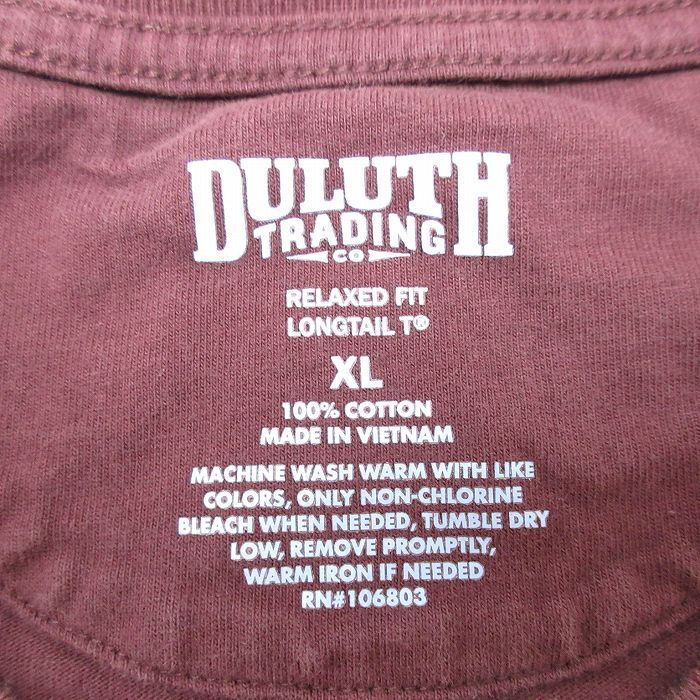 DULUTH
TRADING
CO
RELAXED FIT
LONGTAIL T®
XL
100% COTTON
MADE IN VIETNAM
MACHINE WASH WARM WITH LIKE
COLORS, ONLY NON-CHLORINE
BLEACH WHEN NEEDED, TUMBLE DRY
LOW, REMOVE PROMPTLY,
WARM IRON IF NEEDED
RN#106803